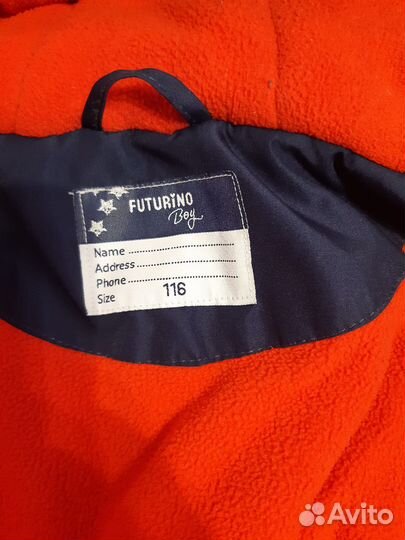 FUTURINO
Boy
Name
Address
Phone
Size 116
Avito